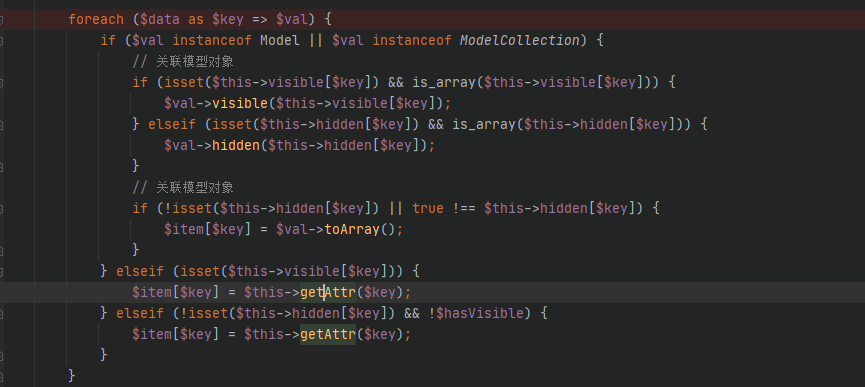 foreach ($data as $key => $val) {
if ($val instanceof Model || $val instanceof ModelCollection) {
// 关联模型对象
if (isset($this->visible[$key]) && is_array($this->visible[$key])) {
$val->visible($this->visible[$key]);
} elseif (isset($this->hidden[$key]) && is_array($this->hidden[$key])) {
$val->hidden($this->hidden[$key]);
}
// 关联模型对象
if (!isset($this->hidden[$key]) || true !== $this->hidden[$key]) {
$item[$key] = $val->toArray();
}
} elseif (isset($this->visible[$key])) {
$item[$key] = $this->getAttr($key);
} elseif (!isset($this->hidden[$key]) && !$hasVisible) {
$item[$key] = $this->getAttr($key);
}
}